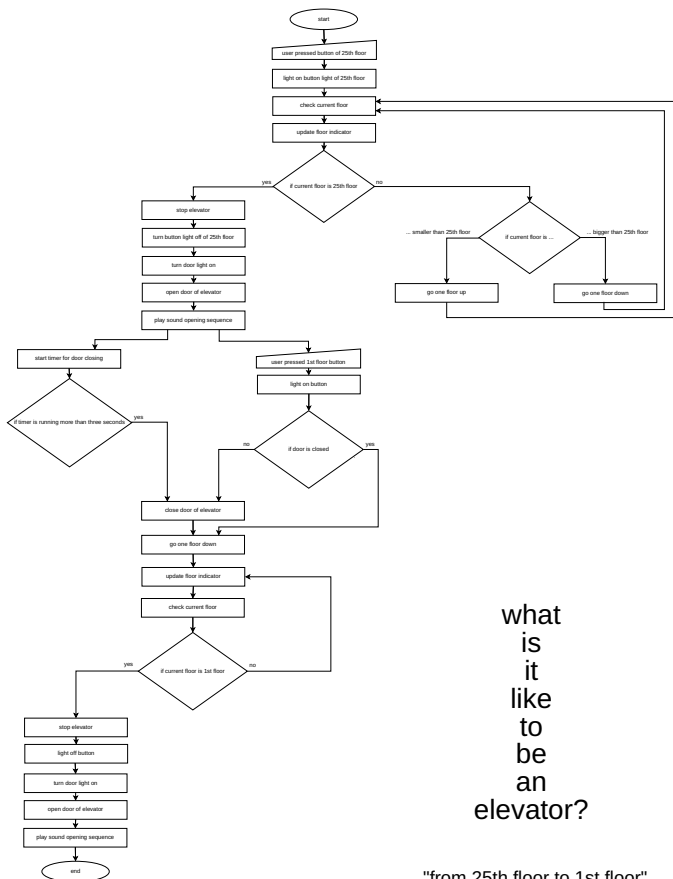 start
user pressed button of 25th floor
light on button light of 25th floor
check current floor
update floor indicator
if current floor is 25th floor
yes
no
stop elevator
turn button light off of 25th floor
turn door light on
open door of elevator
play sound opening sequence
if current floor is ...
... smaller than 25th floor
... bigger than 25th floor
go one floor up
go one floor down
start timer for door closing
if timer is running more than three seconds
yes
user pressed 1st floor button
light on button
if door is closed
no
yes
close door of elevator
go one floor down
update floor indicator
check current floor
if current floor is 1st floor
yes
no
stop elevator
light off button
turn door light on
open door of elevator
play sound opening sequence
end
what
is
it
like
to
be
an
elevator?
"from 25th floor to 1st floor"